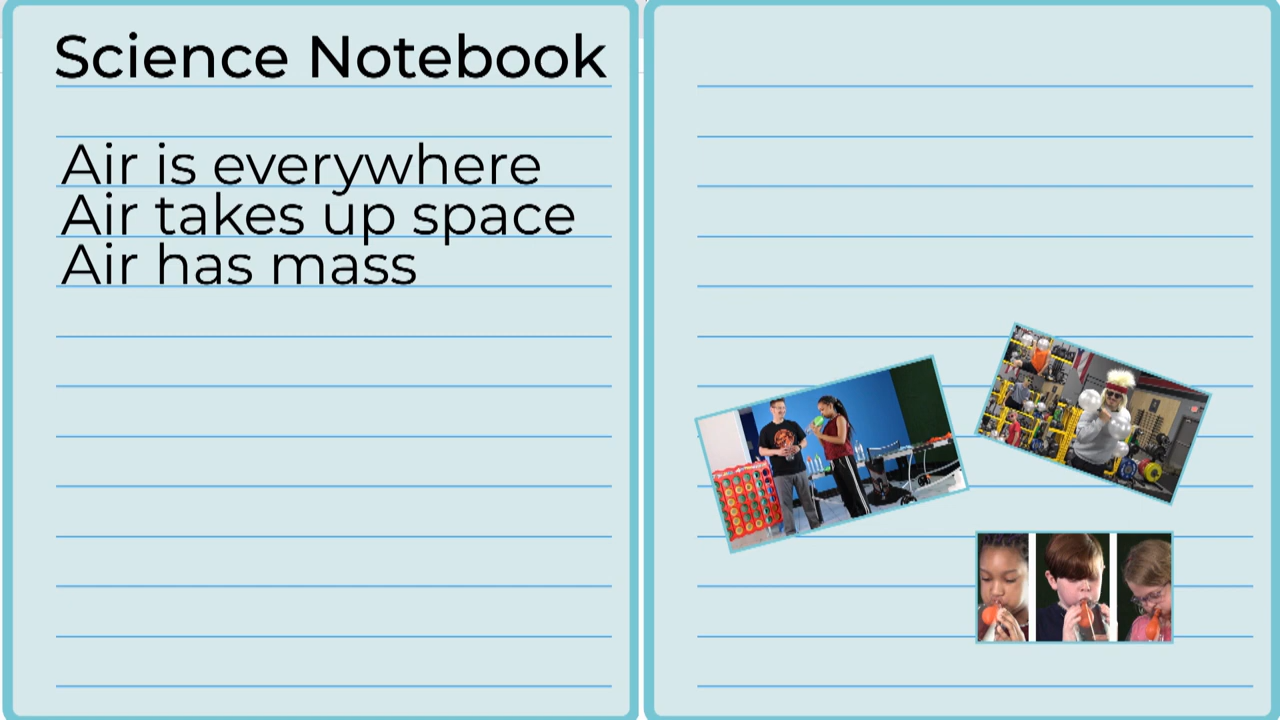 Science Notebook
Air is everywhere
Air takes up space
Air has mass